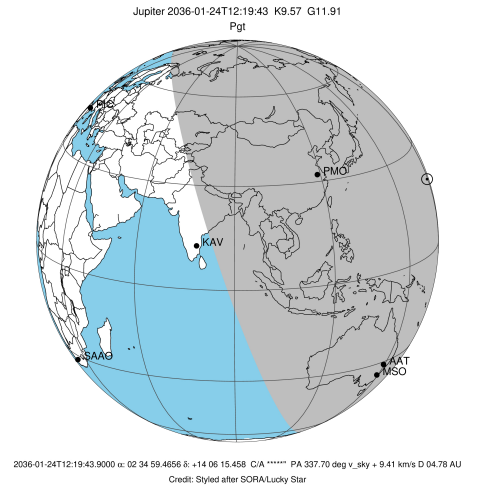 Jupiter 2036-01-24T12:19:43 K9.57 G11.91
Pgt
PIC
PMO
KAV
SAAO
AAT
MSO
2036-01-24T12:19:43.9000 α: 02 34 59.4656 δ: +14 06 15.458 C/A *****" PA 337.70 deg v_sky + 9.41 km/s D 04.78 AU
Credit: Styled after SORA/Lucky Star